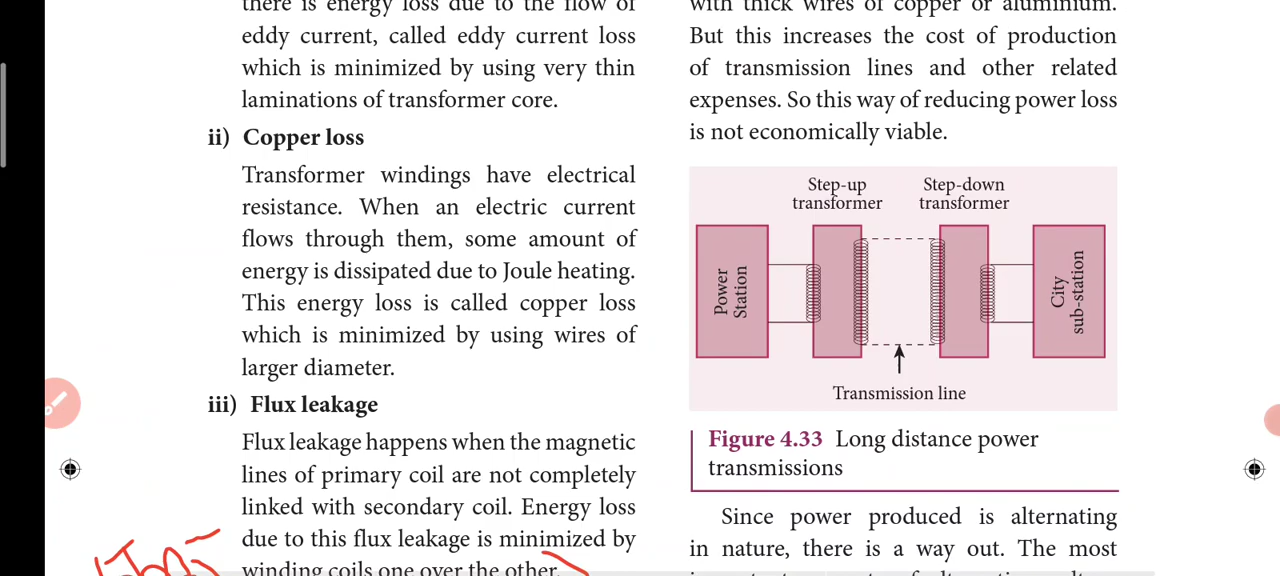 there is energy loss due to the flow of
eddy current, called eddy current loss
which is minimized by using very thin
laminations of transformer core.
ii) Copper loss
Transformer windings have electrical
resistance. When an electric current
flows through them, some amount of
energy is dissipated due to Joule heating.
This energy loss is called copper loss
which is minimized by using wires of
larger diameter.
iii) Flux leakage
Flux leakage happens when the magnetic
lines of primary coil are not completely
linked with secondary coil. Energy loss
due to this flux leakage is minimized by
winding coils one over the other.
with thick wires of copper or aluminium.
But this increases the cost of production
of transmission lines and other related
expenses. So this way of reducing power loss
is not economically viable.
Step-up
transformer
Step-down
transformer
Power
Station
City
sub-station
Transmission line
Figure 4.33 Long distance power
transmissions
Since power produced is alternating
in nature, there is a way out. The most